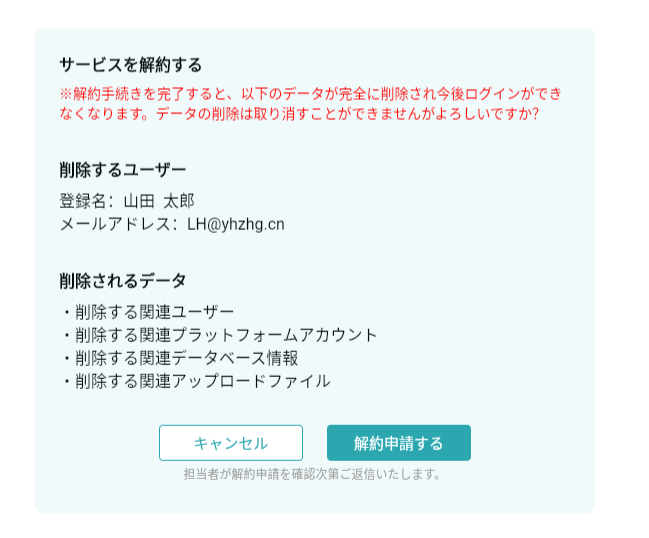 サービスを解約する
※解約手続きを完了すると、以下のデータが完全に削除され今後ログインができ
なくなります。データの削除は取り消すことができませんがよろしいですか？
削除するユーザー
登録名：山田 太郎
メールアドレス：LH@yhzhg.cn
削除されるデータ
・削除する関連ユーザー
・削除する関連プラットフォームアカウント
・削除する関連データベース情報
・削除する関連アップロードファイル
キャンセル 解約申請する
担当者が解約申請を確認次第ご返信いたします。